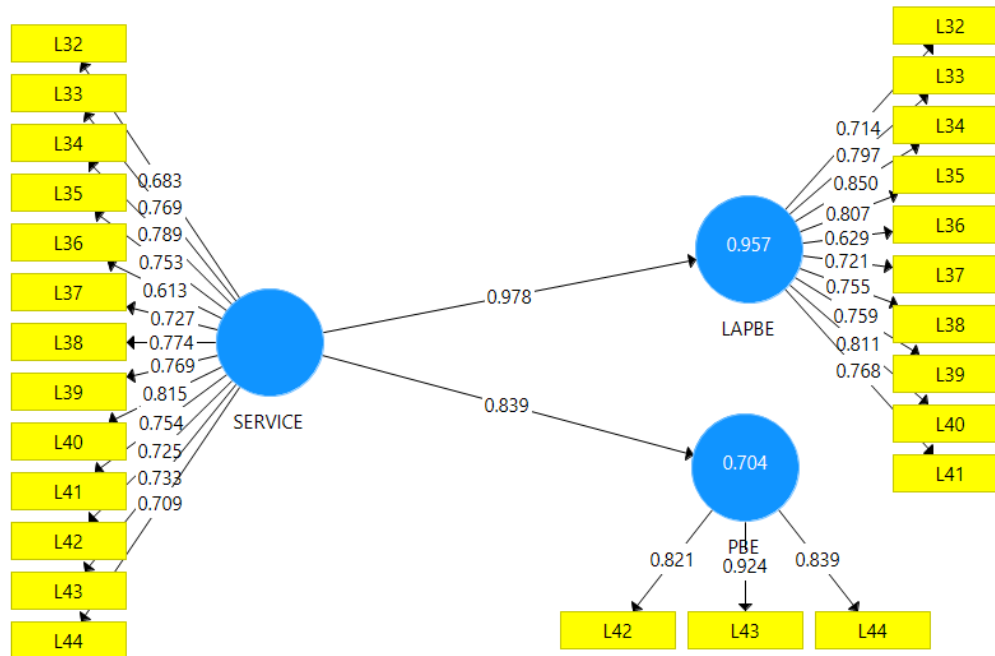 L32
L33
L34
L35
L36
L37
L38
L39
L40
L41
L42
L43
L44
0.683
0.769
0.789
0.753
0.613
0.727
0.774
0.769
0.815
0.754
0.725
0.733
0.709
SERVICE
0.978
0.839
0.957
LAPBE
0.704
PBE
0.714
0.797
0.850
0.807
0.629
0.721
0.755
0.759
0.811
0.768
L32
L33
L34
L35
L36
L37
L38
L39
L40
L41
0.821
0.924
0.839
L42
L43
L44